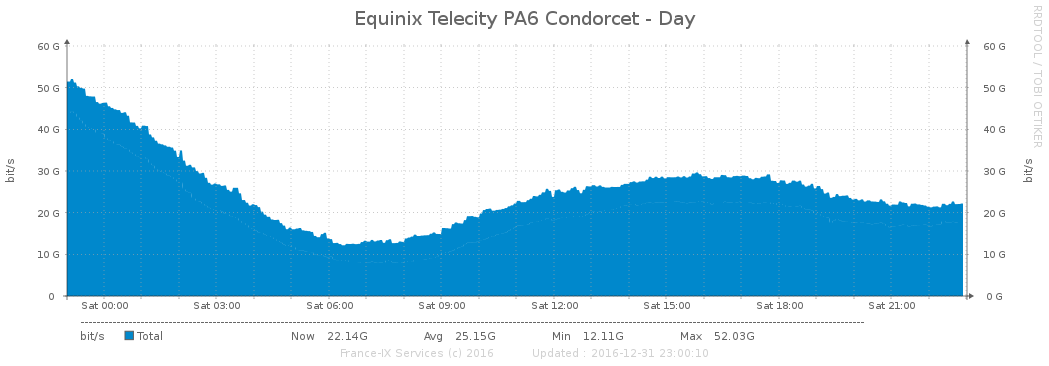 Equinix Telecity PA6 Condorcet - Day
RRDTOOL / TOBI OETIKER
bit/s
bit/s
60 G 60 G
50 G 50 G
40 G 40 G
30 G 30 G
20 G 20 G
10 G 10 G
0 0 G
Sat 00:00 Sat 03:00 Sat 06:00 Sat 09:00 Sat 12:00 Sat 15:00 Sat 18:00 Sat 21:00
bit/s Total Now 22.14G Avg 25.15G Min 12.11G Max 52.03G
France-IX Services (c) 2016 Updated : 2016-12-31 23:00:10